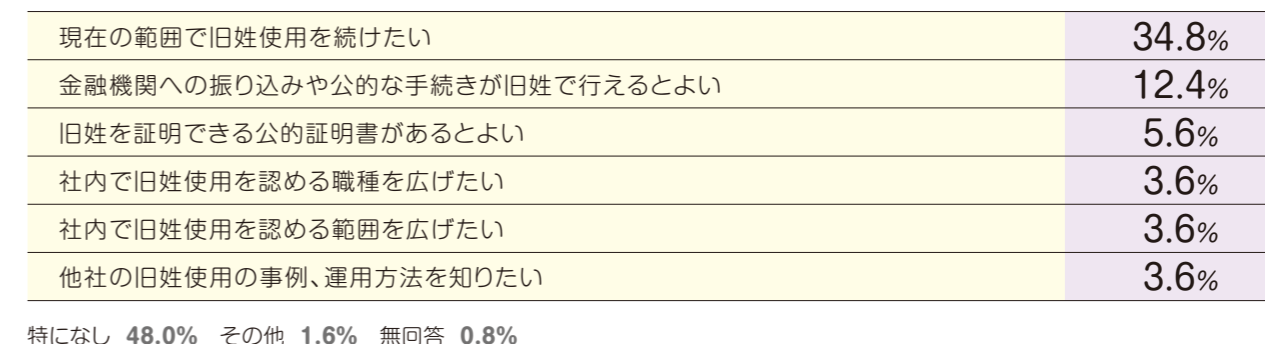 現在の範囲で旧姓使用を続けたい 34.8%
金融機関への振り込みや公的な手続きが旧姓で行えるとよい 12.4%
旧姓を証明できる公的証明書があるとよい 5.6%
社内で旧姓使用を認める職種を広げたい 3.6%
社内で旧姓使用を認める範囲を広げたい 3.6%
他社の旧姓使用の事例、運用方法を知りたい 3.6%
特になし 48.0% その他 1.6% 無回答 0.8%